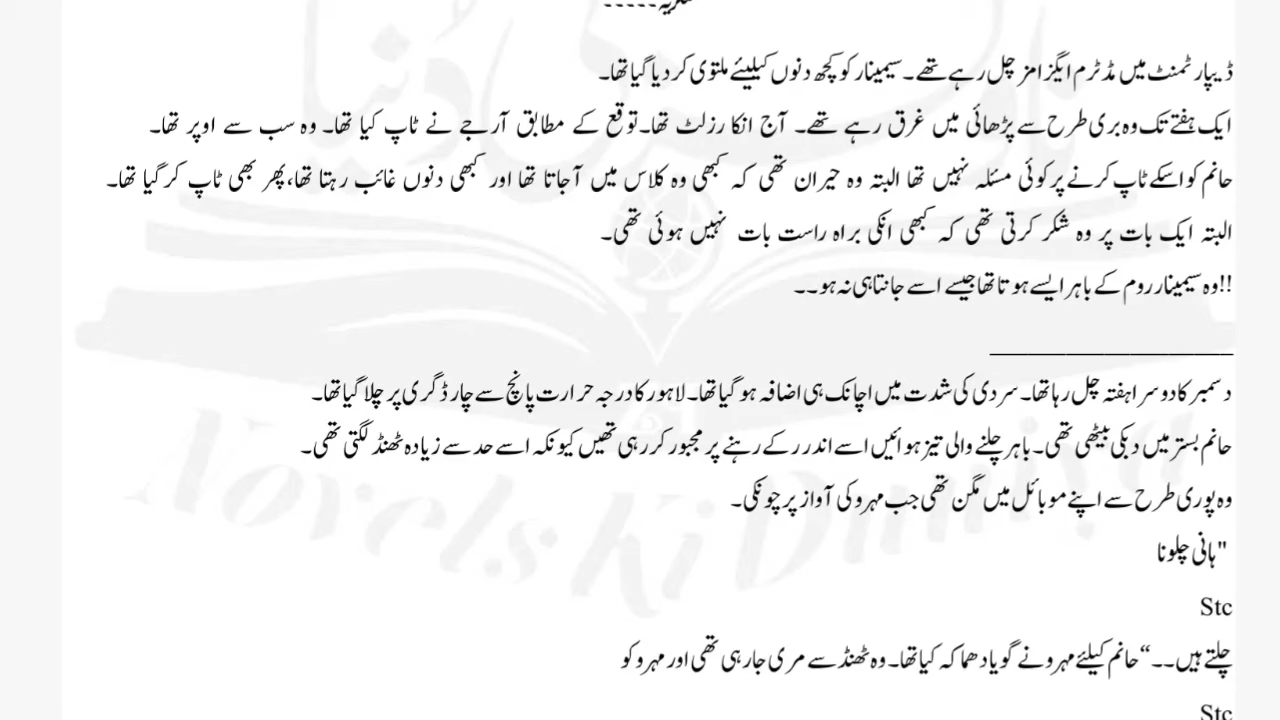 شکریہ-----
ڈیپارٹمنٹ میں مڈٹرم ایگزامز چل رہے تھے۔ سیمینار کو کچھ دنوں کیلیئے ملتوی کر دیا گیا تھا۔
ایک ہفتے تک وہ بری طرح سے پڑھائی میں غرق رہے تھے۔ آج انکا رزلٹ تھا۔توقع کے مطابق آرجے نے ٹاپ کیا تھا۔ وہ سب سے اوپر تھا۔
حانم کو اسکے ٹاپ کرنے پر کوئی مسئلہ نہیں تھا البتہ وہ حیران تھی کہ کبھی وہ کلاس میں آجاتا تھا اور کبھی دنوں غائب رہتا تھا،پھر بھی ٹاپ کر گیا تھا۔
البتہ ایک بات پر وہ شکر کرتی تھی کہ کبھی انکی براہ راست بات نہیں ہوئی تھی۔
!!وہ سیمینار روم کے باہر ایسے ہوتا تھا جیسے اسے جانتا ہی نہ ہو۔۔
___________________
دسمبر کا دوسرا ہفتہ چل رہا تھا۔ سردی کی شدت میں اچانک ہی اضافہ ہو گیا تھا۔ لاہور کا درجہ حرارت پانچ سے چار ڈگری پر چلا گیا تھا۔
حانم بستر میں دبکی بیٹھی تھی۔ باہر چلنے والی تیز ہوائیں اسے اندر رکے رہنے پر مجبور کر رہی تھیں کیونکہ اسے حد سے زیادہ ٹھنڈ لگتی تھی۔
وہ پوری طرح سے اپنے موبائل میں مگن تھی جب مہرو کی آواز پر چونکی۔
"ہانی چلو نا
Stc
چلتے ہیں۔۔“ حانم کیلئے مہرو نے گویا دھماکہ کیا تھا۔ وہ ٹھنڈ سے مری جا رہی تھی اور مہرو کو
Stc
Novels Ki Duniya